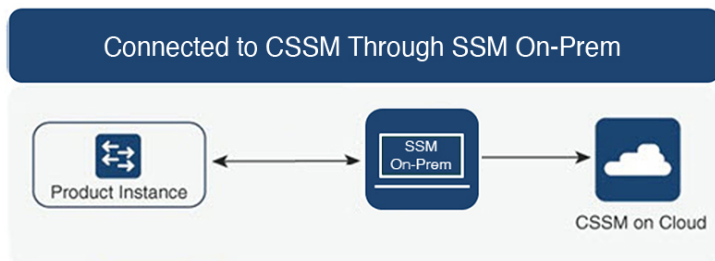 Connected to CSSM Through SSM On-Prem
Product Instance
SSM
On-Prem
CSSM on Cloud